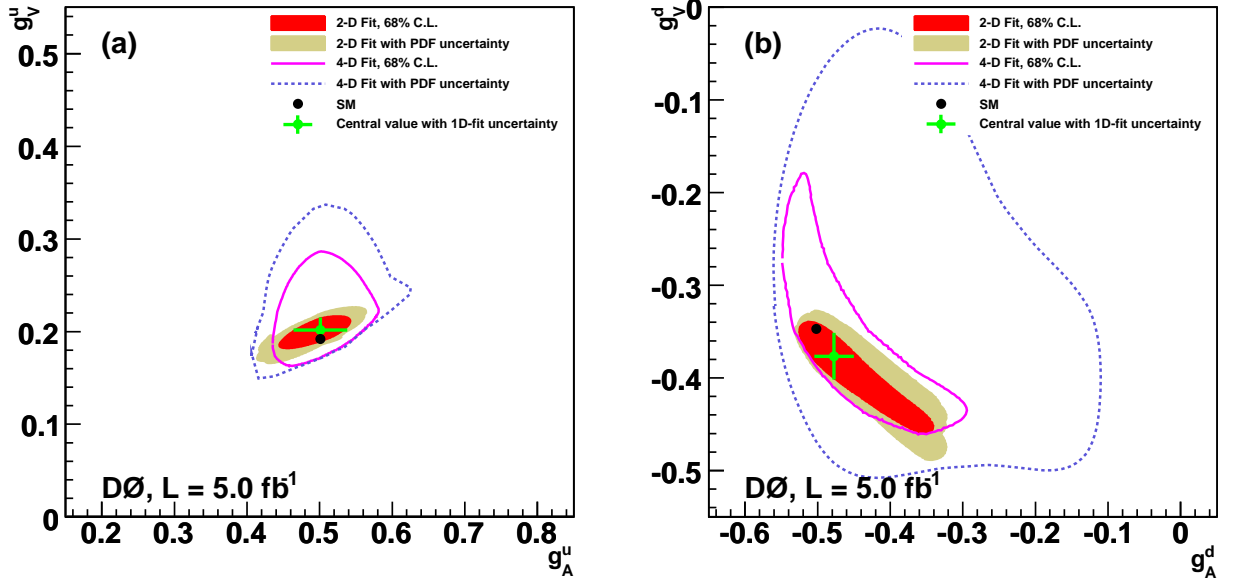 g_V^u
(a)
2-D Fit, 68% C.L.
2-D Fit with PDF uncertainty
4-D Fit, 68% C.L.
4-D Fit with PDF uncertainty
SM
Central value with 1D-fit uncertainty
0.5
0.4
0.3
0.2
0.1
0
DØ, L = 5.0 fb⁻¹
0.2 0.3 0.4 0.5 0.6 0.7 0.8
g_A^u
g_V^d
(b)
2-D Fit, 68% C.L.
2-D Fit with PDF uncertainty
4-D Fit, 68% C.L.
4-D Fit with PDF uncertainty
SM
Central value with 1D-fit uncertainty
-0
-0.1
-0.2
-0.3
-0.4
-0.5
DØ, L = 5.0 fb⁻¹
-0.6 -0.5 -0.4 -0.3 -0.2 -0.1 0
g_A^d